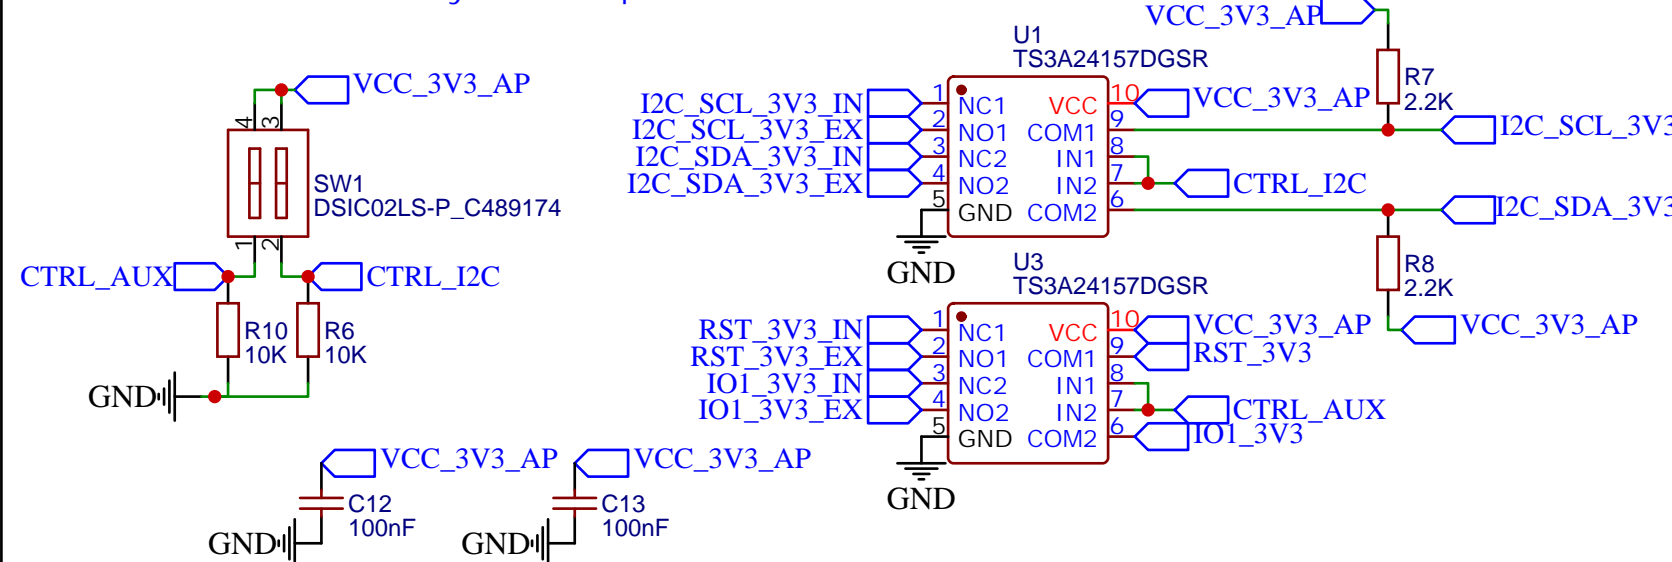 VCC_3V3_AP
4
3
SW1
DSIC02LS-P_C489174
1
2
CTRL_AUX
CTRL_I2C
R10
10K
R6
10K
GND
VCC_3V3_AP
C12
100nF
GND
VCC_3V3_AP
C13
100nF
GND
U1
TS3A24157DGSR
I2C_SCL_3V3_IN 1 NC1 VCC 10 VCC_3V3_AP
I2C_SCL_3V3_EX 2 NO1 COM1 9 I2C_SCL_3V3
I2C_SDA_3V3_IN 3 NC2 IN1 8
I2C_SDA_3V3_EX 4 NO2 IN2 7 CTRL_I2C
5 GND COM2 6 I2C_SDA_3V3
GND
VCC_3V3_AP
R7
2.2K
R8
2.2K
VCC_3V3_AP
U3
TS3A24157DGSR
RST_3V3_IN 1 NC1 VCC 10 VCC_3V3_AP
RST_3V3_EX 2 NO1 COM1 9 RST_3V3
IO1_3V3_IN 3 NC2 IN1 8
IO1_3V3_EX 4 NO2 IN2 7 CTRL_AUX
5 GND COM2 6 IO1_3V3
GND